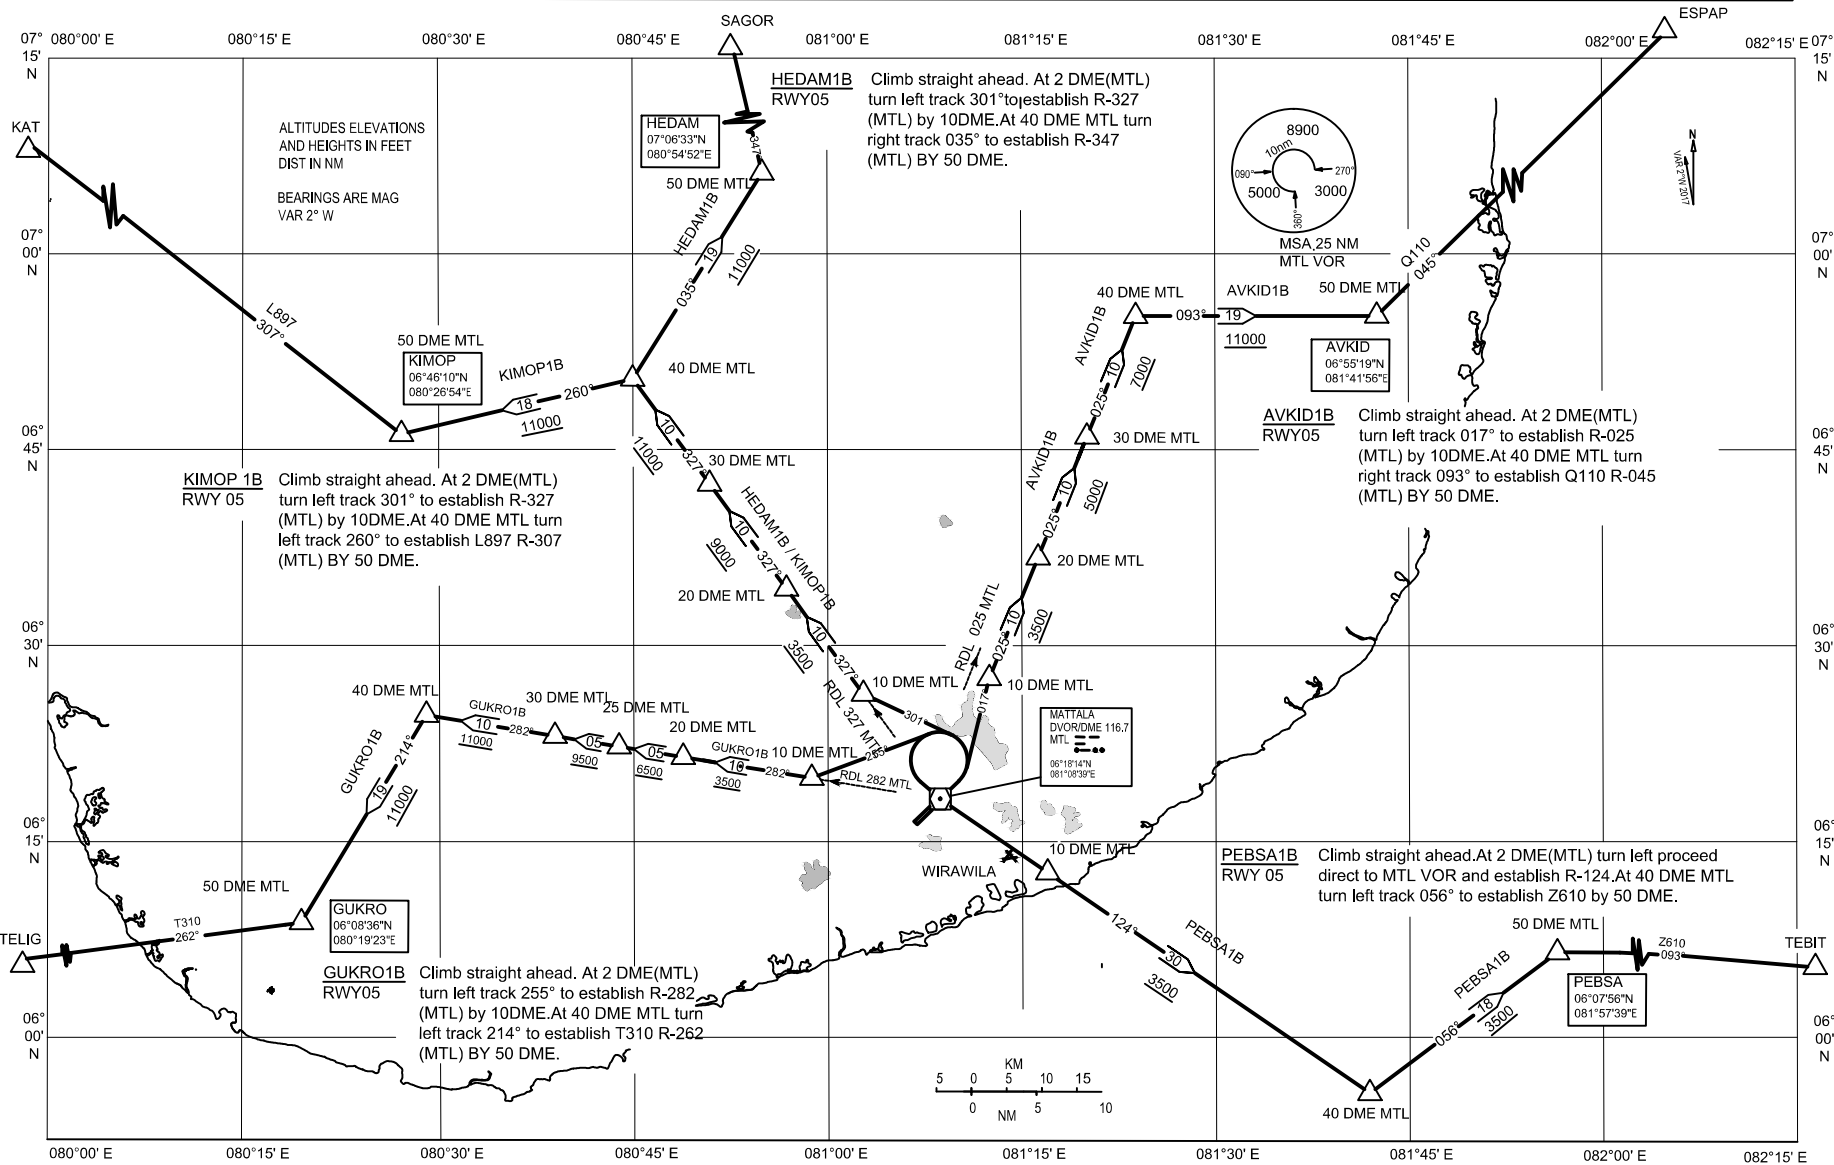 SAGOR
ESPAP
07° 15' N
080°00' E
080°15' E
080°30' E
080°45' E
081°00' E
081°15' E
081°30' E
081°45' E
082°00' E
082°15' E
07° 15' N
HEDAM1B
RWY05
Climb straight ahead. At 2 DME(MTL)
turn left track 301°to establish R-327
(MTL) by 10DME.At 40 DME MTL turn
right track 035° to establish R-347
(MTL) BY 50 DME.
KAT
ALTITUDES ELEVATIONS
AND HEIGHTS IN FEET
DIST IN NM
BEARINGS ARE MAG
VAR 2° W
HEDAM
07°06'33"N
080°54'52"E
347°
50 DME MTL
8900
10nm
090°
270°
5000
3000
360°
MSA 25 NM
MTL VOR
N
VAR 2°W 2017
07° 00' N
07° 00' N
HEDAM1B
19
11000
035°
Q110
045°
L897
307°
40 DME MTL
AVKID1B
50 DME MTL
093°
19
11000
AVKID
06°55'19"N
081°41'56"E
50 DME MTL
KIMOP
06°46'10"N
080°26'54"E
KIMOP1B
260°
18
11000
40 DME MTL
AVKID1B
10
7000
025°
30 DME MTL
AVKID1B
RWY05
Climb straight ahead. At 2 DME(MTL)
turn left track 017° to establish R-025
(MTL) by 10DME.At 40 DME MTL turn
right track 093° to establish Q110 R-045
(MTL) BY 50 DME.
06° 45' N
06° 45' N
10
11000
327°
30 DME MTL
AVKID1B
10
5000
025°
KIMOP 1B
RWY 05
Climb straight ahead. At 2 DME(MTL)
turn left track 301° to establish R-327
(MTL) by 10DME.At 40 DME MTL turn
left track 260° to establish L897 R-307
(MTL) BY 50 DME.
HEDAM1B / KIMOP1B
10
9000
327°
20 DME MTL
20 DME MTL
06° 30' N
06° 30' N
10
3500
327°
RDL 327 MTL
10 DME MTL
301°
RDL 025 MTL
10
3500
025°
10 DME MTL
017°
40 DME MTL
GUKRO1B
10
11000
282°
30 DME MTL
25 DME MTL
20 DME MTL
05
9500
05
6500
GUKRO1B
10
3500
282°
10 DME MTL
255°
RDL 282 MTL
MATTALA
DVOR/DME 116.7
MTL
06°18'14"N
081°08'39"E
GUKRO1B
214°
19
11000
06° 15' N
06° 15' N
WIRAWILA
10 DME MTL
PEBSA1B
RWY 05
Climb straight ahead.At 2 DME(MTL) turn left proceed
direct to MTL VOR and establish R-124.At 40 DME MTL
turn left track 056° to establish Z610 by 50 DME.
50 DME MTL
GUKRO
06°08'36"N
080°19'23"E
TELIG
T310
262°
124°
PEBSA1B
30
3500
50 DME MTL
Z610
093°
TEBIT
PEBSA
06°07'56"N
081°57'39"E
PEBSA1B
18
3500
056°
GUKRO1B
RWY05
Climb straight ahead. At 2 DME(MTL)
turn left track 255° to establish R-282
(MTL) by 10DME.At 40 DME MTL turn
left track 214° to establish T310 R-262
(MTL) BY 50 DME.
06° 00' N
06° 00' N
KM
5 0 5 10 15
0 NM 5 10
40 DME MTL
080°00' E
080°15' E
080°30' E
080°45' E
081°00' E
081°15' E
081°30' E
081°45' E
082°00' E
082°15' E